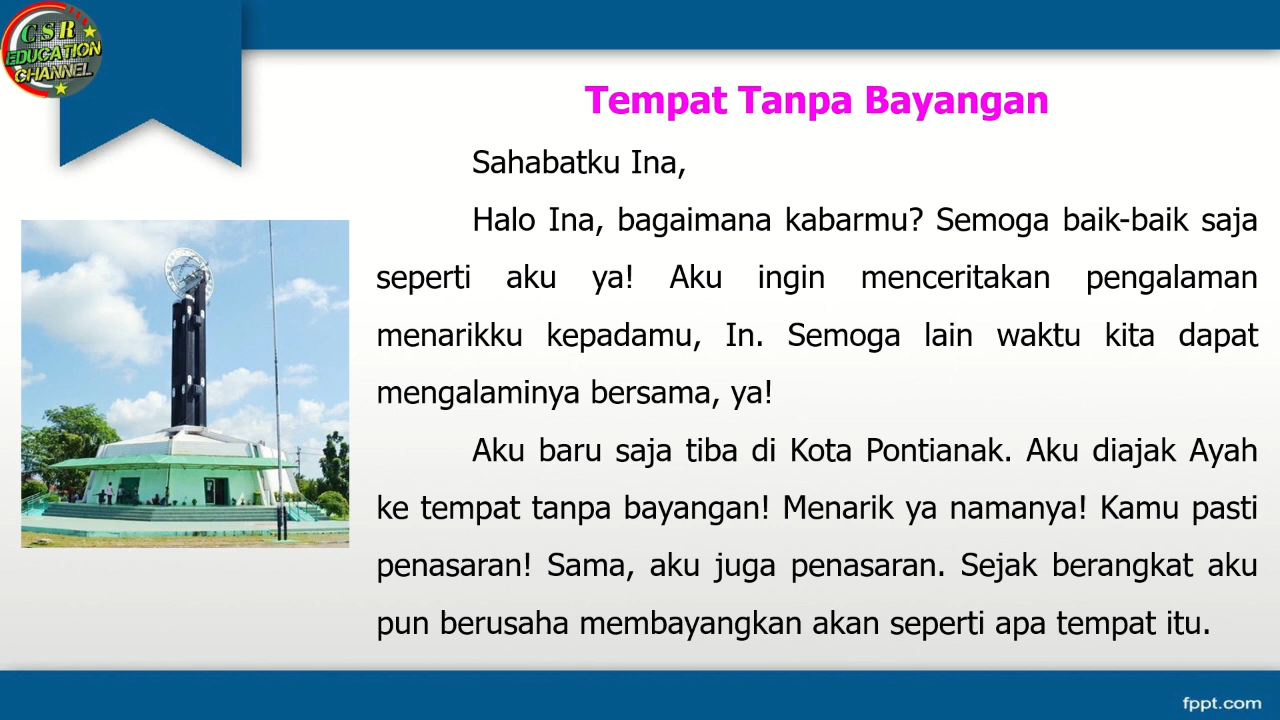 CSR
EDUCATION
CHANNEL
Tempat Tanpa Bayangan
Sahabatku Ina,
Halo Ina, bagaimana kabarmu? Semoga baik-baik saja
seperti aku ya! Aku ingin menceritakan pengalaman
menarikku kepadamu, In. Semoga lain waktu kita dapat
mengalaminya bersama, ya!
Aku baru saja tiba di Kota Pontianak. Aku diajak Ayah
ke tempat tanpa bayangan! Menarik ya namanya! Kamu pasti
penasaran! Sama, aku juga penasaran. Sejak berangkat aku
pun berusaha membayangkan akan seperti apa tempat itu.
fppt.com